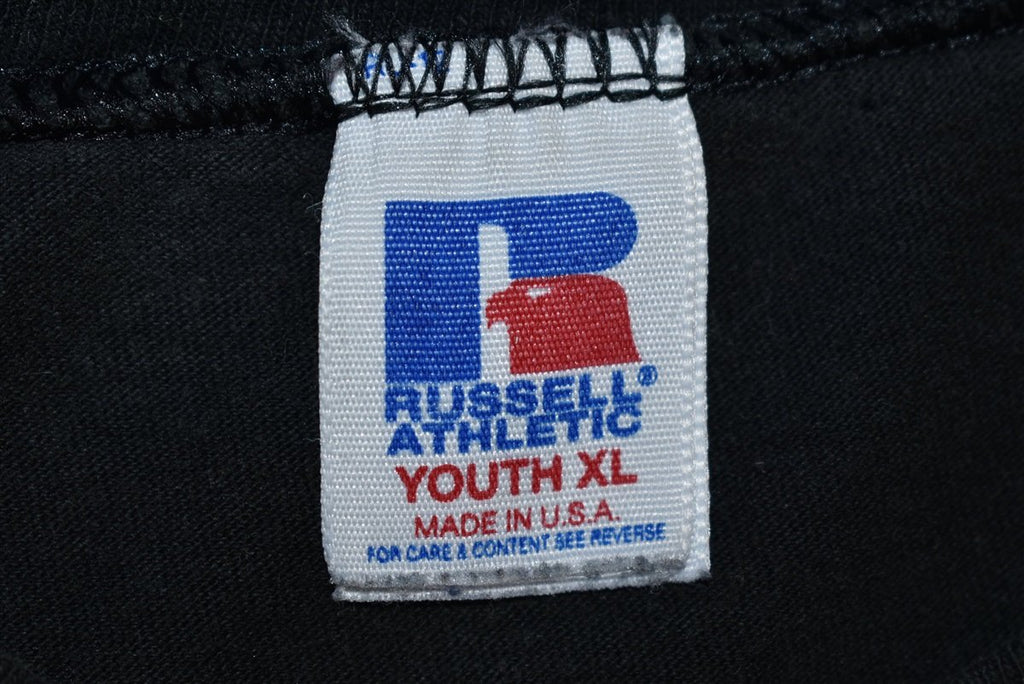 RUSSELL®
ATHLETIC
YOUTH XL
MADE IN U.S.A.
FOR CARE & CONTENT SEE REVERSE